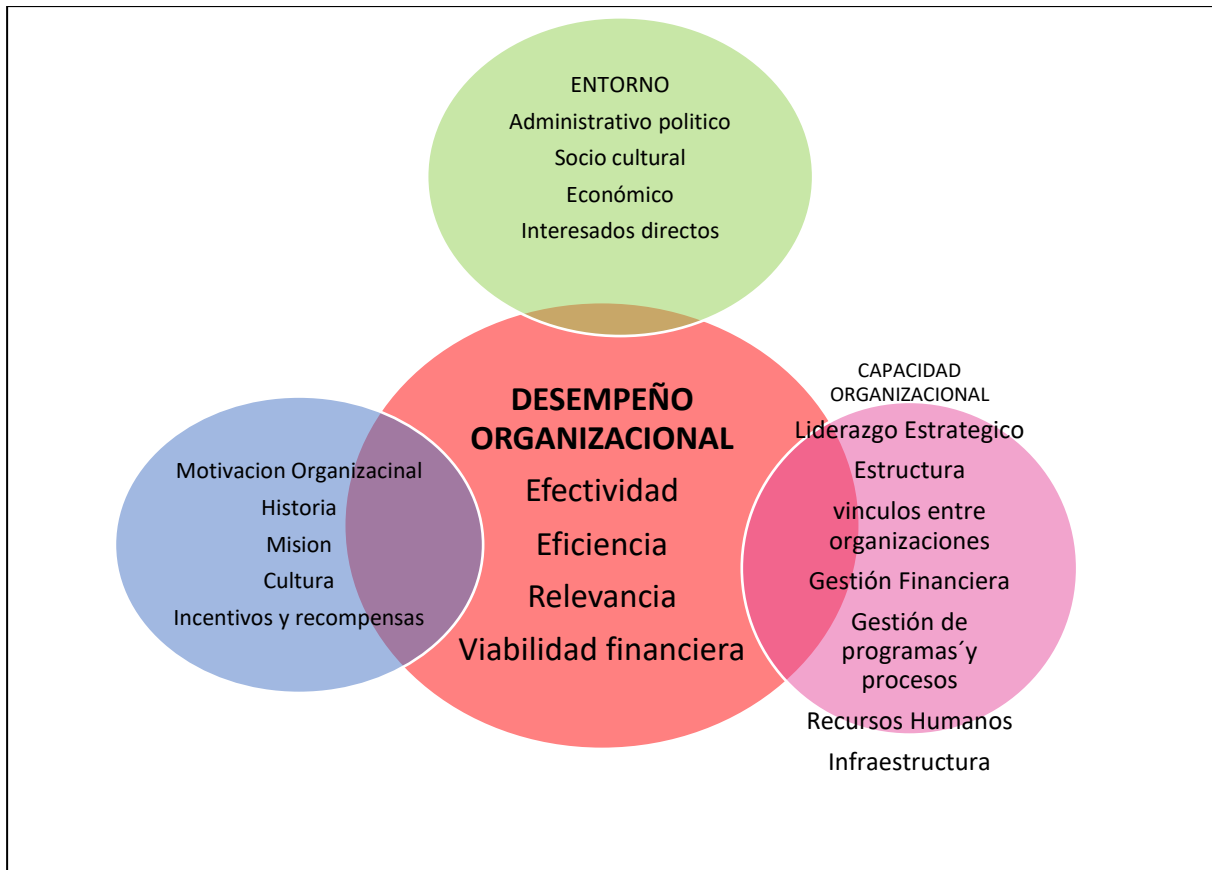 ENTORNO
Administrativo politico
Socio cultural
Económico
Interesados directos
DESEMPEÑO
ORGANIZACIONAL
Efectividad
Eficiencia
Relevancia
Viabilidad financiera
Motivacion Organizacinal
Historia
Mision
Cultura
Incentivos y recompensas
CAPACIDAD
ORGANIZACIONAL
Liderazgo Estrategico
Estructura
vinculos entre
organizaciones
Gestión Financiera
Gestión de
programas´y
procesos
Recursos Humanos
Infraestructura